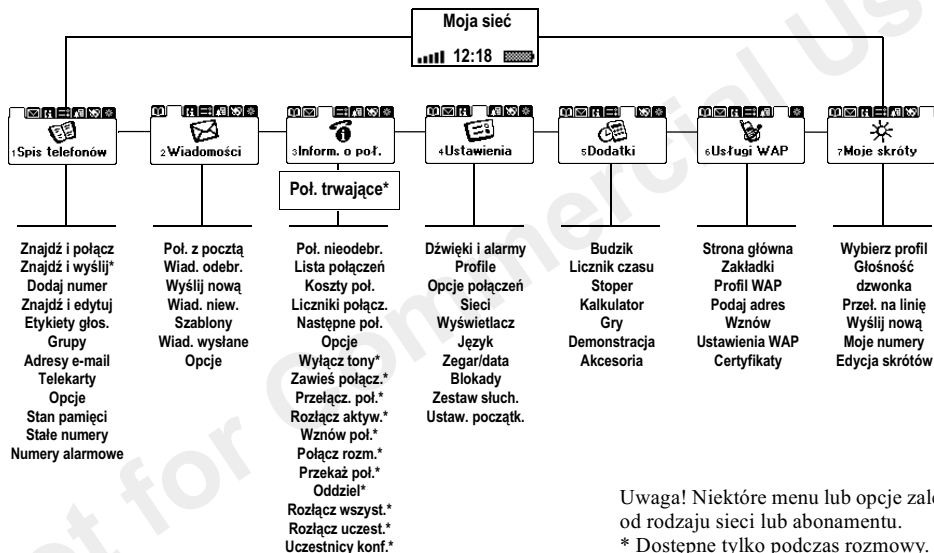 Moja sieć
12:18
1Spis telefonów
2Wiadomości
3Inform. o poł.
4Ustawienia
5Dodatki
6Usługi WAP
7Moje skróty
Poł. trwające*
Znajdź i połącz
Znajdź i wyślij*
Dodaj numer
Znajdź i edytuj
Etykiety głos.
Grupy
Adresy e-mail
Telekarty
Opcje
Stan pamięci
Stałe numery
Numery alarmowe
Poł. z pocztą
Wiad. odebr.
Wyślij nową
Wiad. niew.
Szablony
Wiad. wysłane
Opcje
Poł. nieodebr.
Lista połączeń
Koszty poł.
Liczniki połącz.
Następne poł.
Opcje
Wyłącz tony*
Zawieś połącz.*
Przełącz. poł.*
Rozłącz aktyw.*
Wznów poł.*
Połącz rozm.*
Przekaż poł.*
Oddziel*
Rozłącz wszyst.*
Rozłącz uczest.*
Uczestnicy konf.*
Dźwięki i alarmy
Profile
Opcje połączeń
Sieci
Wyświetlacz
Język
Zegar/data
Blokady
Zestaw słuch.
Ustaw. początk.
Budzik
Licznik czasu
Stoper
Kalkulator
Gry
Demonstracja
Akcesoria
Strona główna
Zakładki
Profil WAP
Podaj adres
Wznów
Ustawienia WAP
Certyfikaty
Wybierz profil
Głośność
dzwonka
Przeł. na linię
Wyślij nową
Moje numery
Edycja skrótów
Uwaga! Niektóre menu lub opcje zale
od rodzaju sieci lub abonamentu.
* Dostępne tylko podczas rozmowy.
Not for Commercial Us